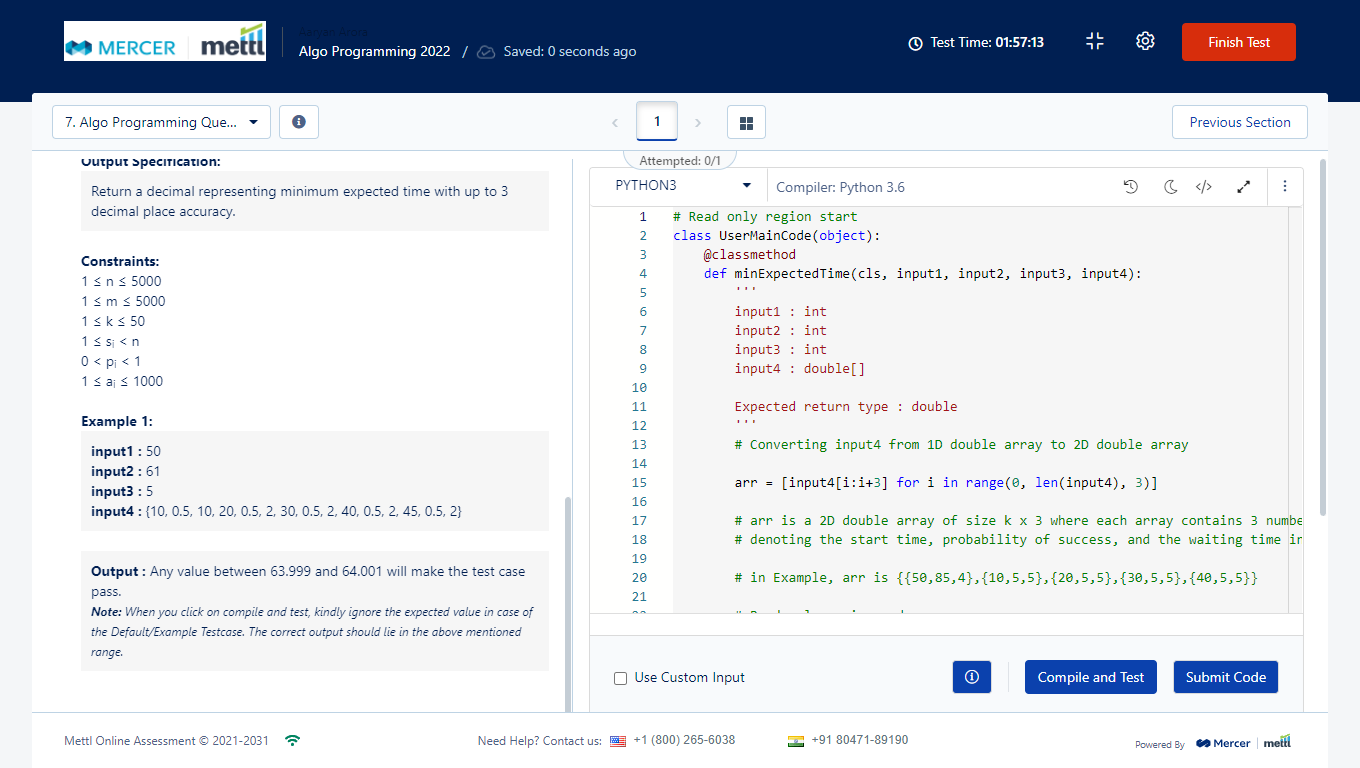 MERCER
mettl
Algo Programming 2022 / Saved: 0 seconds ago
Test Time: 01:57:13
Finish Test
7. Algo Programming Que...
1
Previous Section
Attempted: 0/1
Output Specification:
Return a decimal representing minimum expected time with up to 3
decimal place accuracy.
Constraints:
1 ≤ n ≤ 5000
1 ≤ m ≤ 5000
1 ≤ k ≤ 50
1 ≤ sᵢ < n
0 < pᵢ < 1
1 ≤ aᵢ ≤ 1000
Example 1:
input1 : 50
input2 : 61
input3 : 5
input4 : {10, 0.5, 10, 20, 0.5, 2, 30, 0.5, 2, 40, 0.5, 2, 45, 0.5, 2}
Output : Any value between 63.999 and 64.001 will make the test case
pass.
Note: When you click on compile and test, kindly ignore the expected value in case of
the Default/Example Testcase. The correct output should lie in the above mentioned
range.
PYTHON3
Compiler: Python 3.6
1 # Read only region start
2 class UserMainCode(object):
3 @classmethod
4 def minExpectedTime(cls, input1, input2, input3, input4):
5 '''
6 input1 : int
7 input2 : int
8 input3 : int
9 input4 : double[]
10
11 Expected return type : double
12 '''
13 # Converting input4 from 1D double array to 2D double array
14
15 arr = [input4[i:i+3] for i in range(0, len(input4), 3)]
16
17 # arr is a 2D double array of size k x 3 where each array contains 3 numbe
18 # denoting the start time, probability of success, and the waiting time in
19
20 # in Example, arr is {{50,85,4},{10,5,5},{20,5,5},{30,5,5},{40,5,5}}
21
Use Custom Input
Compile and Test
Submit Code
Mettl Online Assessment © 2021-2031
Need Help? Contact us: +1 (800) 265-6038
+91 80471-89190
Powered By Mercer | mettl